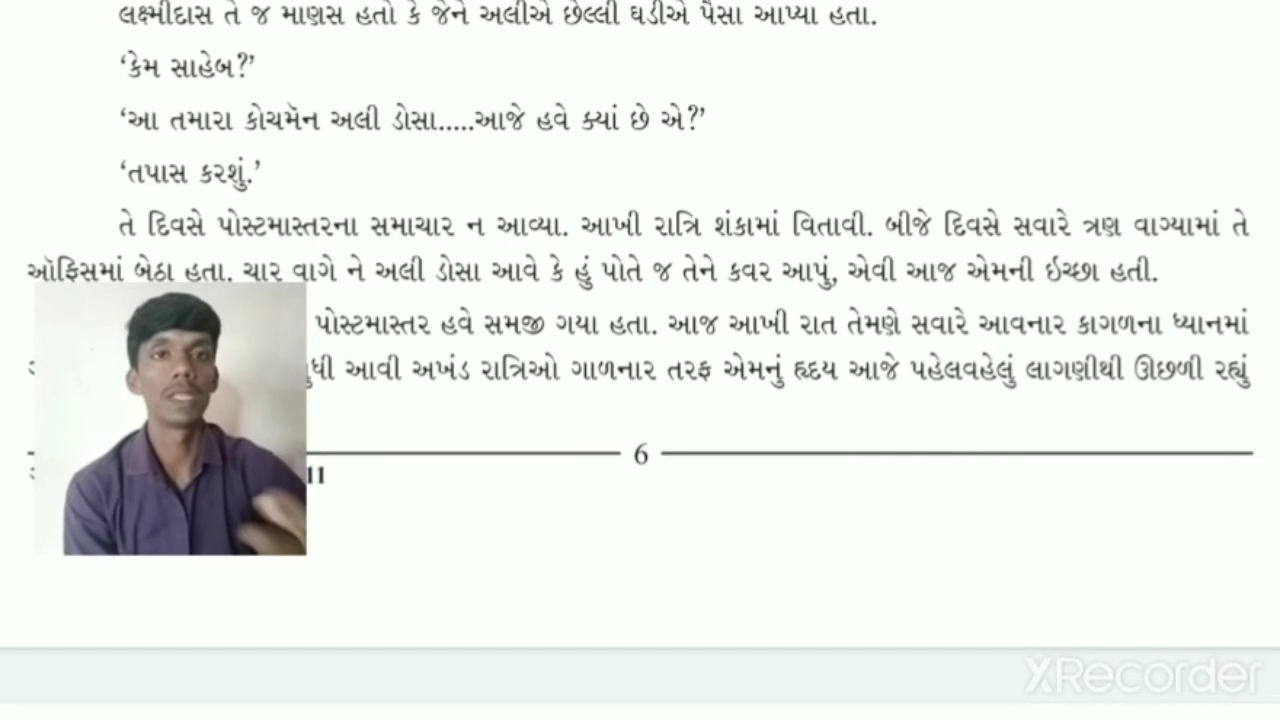 લક્ષ્મીદાસ તે જ માણસ હતો કે જેને અલીએ છેલ્લી ઘડીએ પૈસા આપ્યા હતા.
‘કેમ સાહેબ?’
‘આ તમારા કોચમૅન અલી ડોસા.....આજે હવે ક્યાં છે એ?’
‘તપાસ કરશું.’
તે દિવસે પોસ્ટમાસ્તરના સમાચાર ન આવ્યા. આખી રાત્રિ શંકામાં વિતાવી. બીજે દિવસે સવારે ત્રણ વાગ્યામાં તે
ઑફિસમાં બેઠા હતા. ચાર વાગે ને અલી ડોસા આવે કે હું પોતે જ તેને કવર આપું, એવી આજ એમની ઇચ્છા હતી.
પોસ્ટમાસ્તર હવે સમજી ગયા હતા. આજ આખી રાત તેમણે સવારે આવનાર કાગળના ધ્યાનમાં
આવી અખંડ રાત્રિઓ ગાળનાર તરફ એમનું હૃદય આજે પહેલવહેલું લાગણીથી ઊછળી રહ્યું
6
11
XRecorder